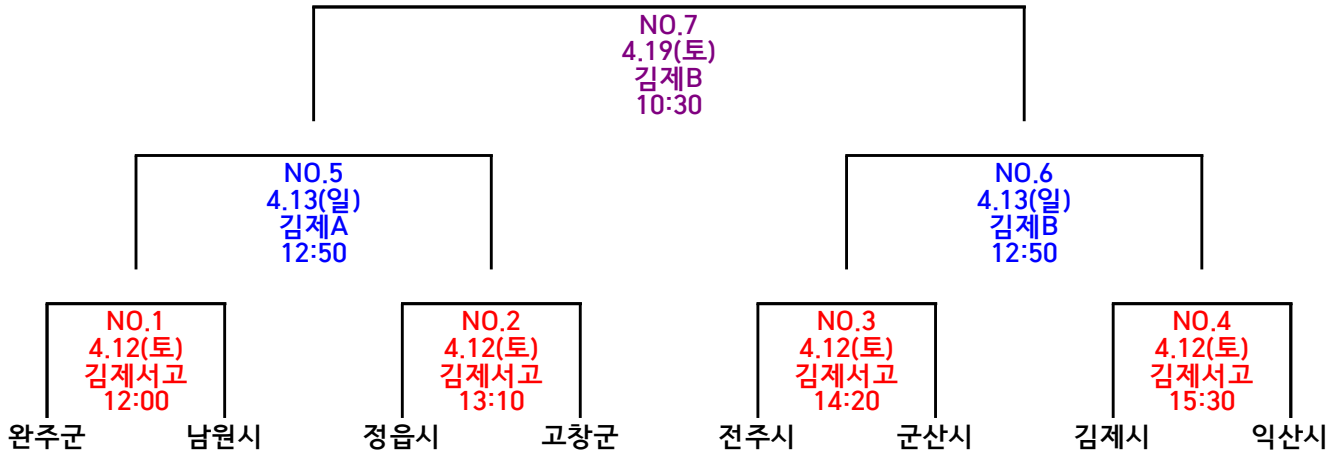 NO.7
4.19(토)
김제B
10:30
NO.5
4.13(일)
김제A
12:50
NO.6
4.13(일)
김제B
12:50
NO.1
4.12(토)
김제서고
12:00
NO.2
4.12(토)
김제서고
13:10
NO.3
4.12(토)
김제서고
14:20
NO.4
4.12(토)
김제서고
15:30
완주군 남원시 정읍시 고창군 전주시 군산시 김제시 익산시